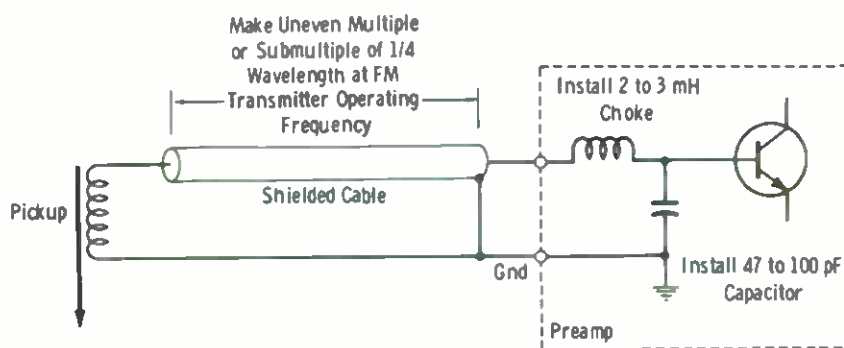 Make Uneven Multiple
or Submultiple of 1/4
Wavelength at FM
Transmitter Operating
Frequency
Install 2 to 3 mH
Choke
Shielded Cable
Pickup
Gnd
Install 47 to 100 pF
Capacitor
Preamp